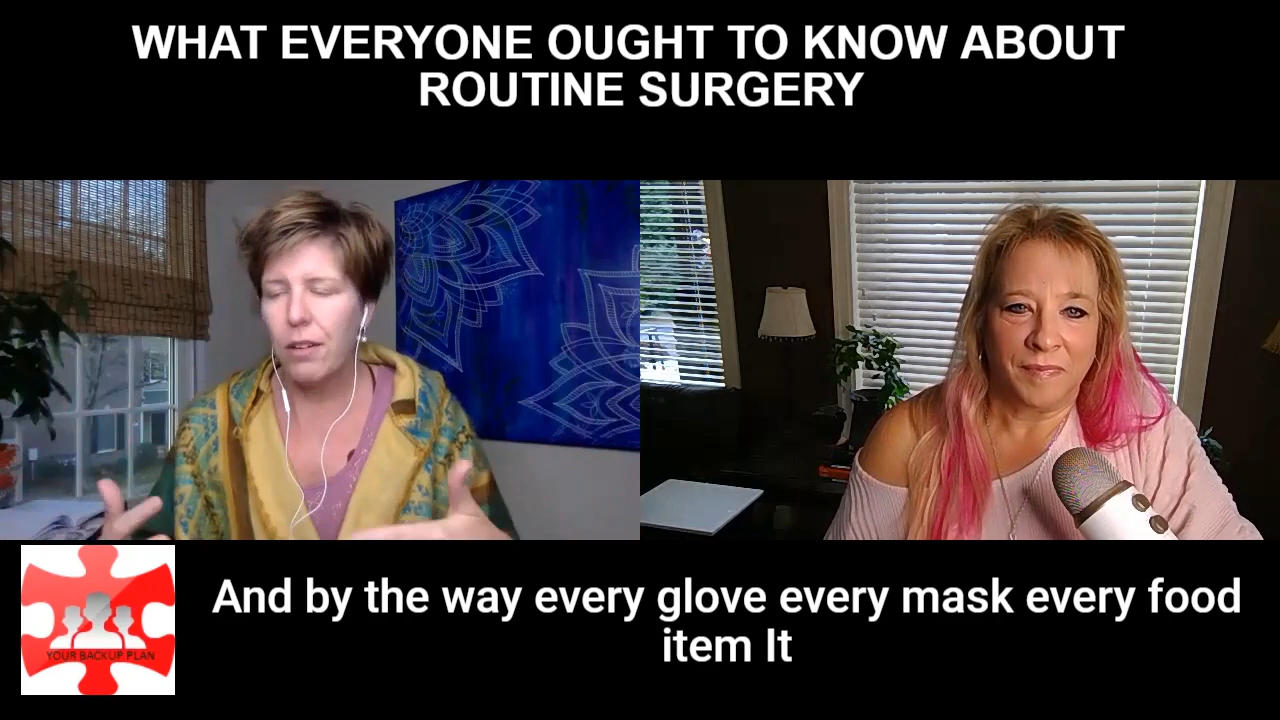 WHAT EVERYONE OUGHT TO KNOW ABOUT
ROUTINE SURGERY
YOUR BACKUP PLAN
And by the way every glove every mask every food
item It